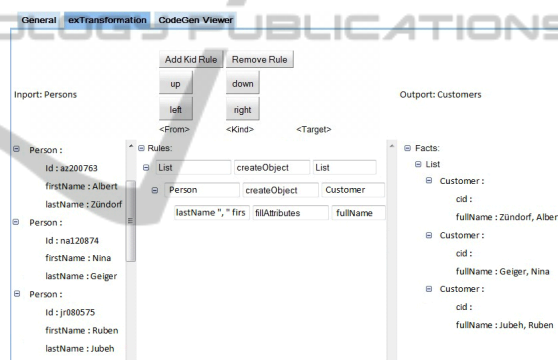 General exTransformation CodeGen Viewer
PUBLICATIONS
Add Kid Rule Remove Rule
up down
Inport: Persons
Outport: Customers
left right
<From> <Kind> <Target>
Person :
Id : az200763
firstName : Albert
lastName : Zündorf
Person :
Id : na120874
firstName : Nina
lastName : Geiger
Person :
Id : jr080575
firstName : Ruben
lastName : Jubeh
Rules:
List createObject List
Person createObject Customer
lastName ", " firs fillAttributes fullName
Facts:
List
Customer :
cid :
fullName : Zündorf, Alber
Customer :
cid :
fullName : Geiger, Nina
Customer :
cid :
fullName : Jubeh, Ruben